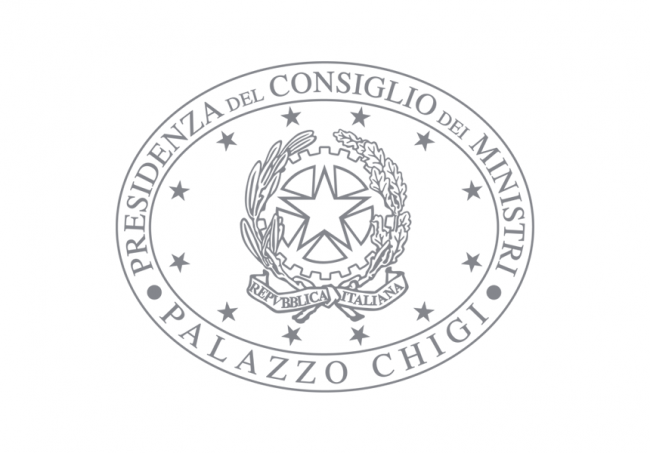 PRESIDENZA DEL CONSIGLIO DEI MINISTRI
REPVBBLICA ITALIANA
• PALAZZO CHIGI •